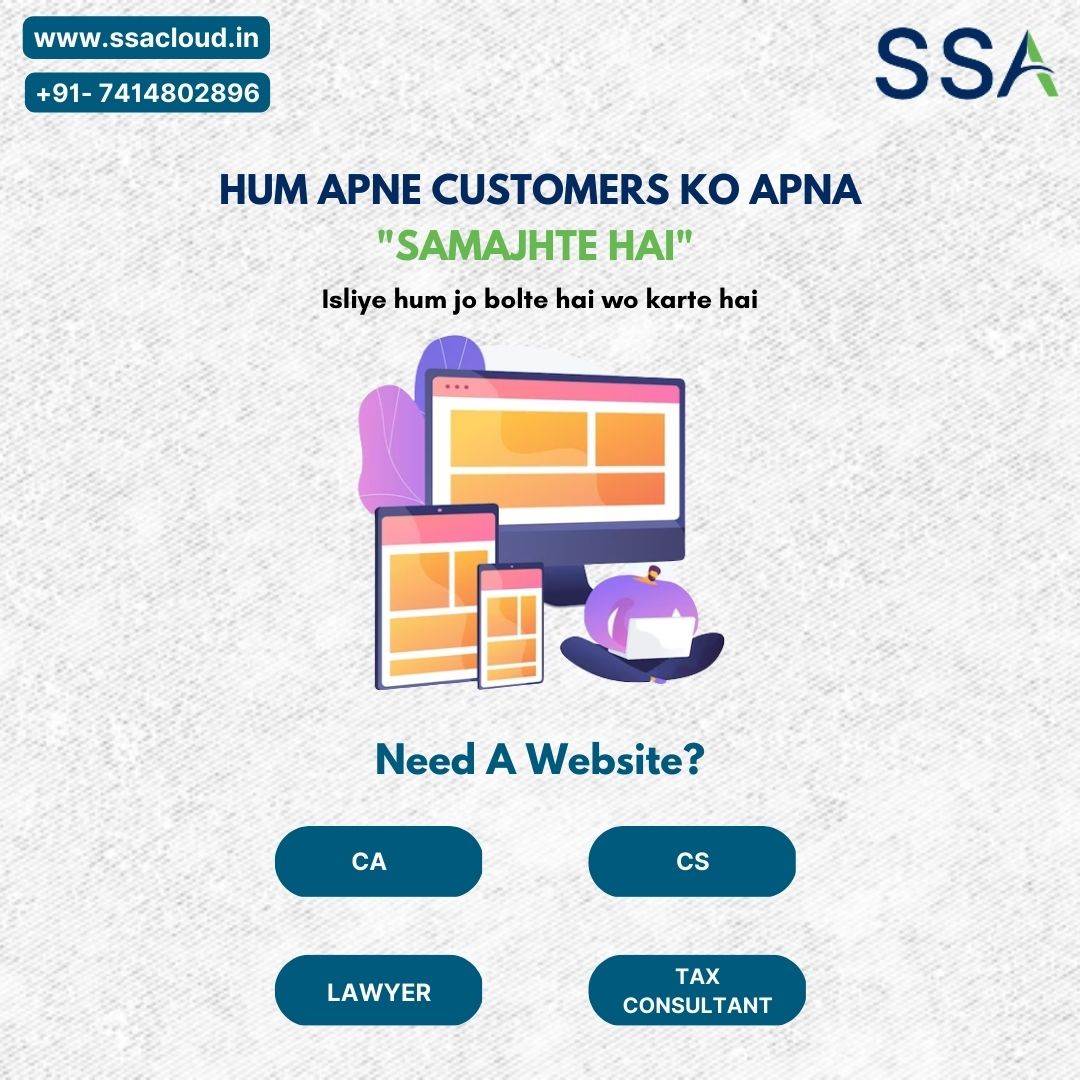 www.ssacloud.in
+91- 7414802896
SSA
HUM APNE CUSTOMERS KO APNA
"SAMAJHTE HAI"
Isliye hum jo bolte hai wo karte hai
Need A Website?
CA
CS
LAWYER
TAX
CONSULTANT